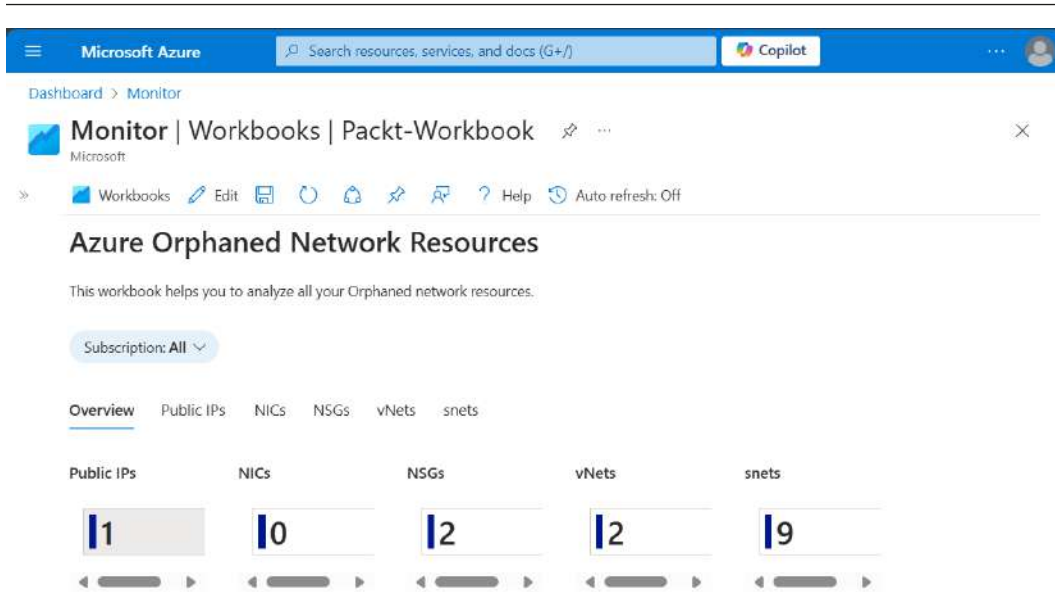 Microsoft Azure
Search resources, services, and docs (G+/)
Copilot
...
Dashboard > Monitor
Monitor | Workbooks | Packt-Workbook ...
Microsoft
» Workbooks Edit ? Help Auto refresh: Off
Azure Orphaned Network Resources
This workbook helps you to analyze all your Orphaned network resources.
Subscription: All
Overview Public IPs NICs NSGs vNets snets
Public IPs NICs NSGs vNets snets
1 0 2 2 9